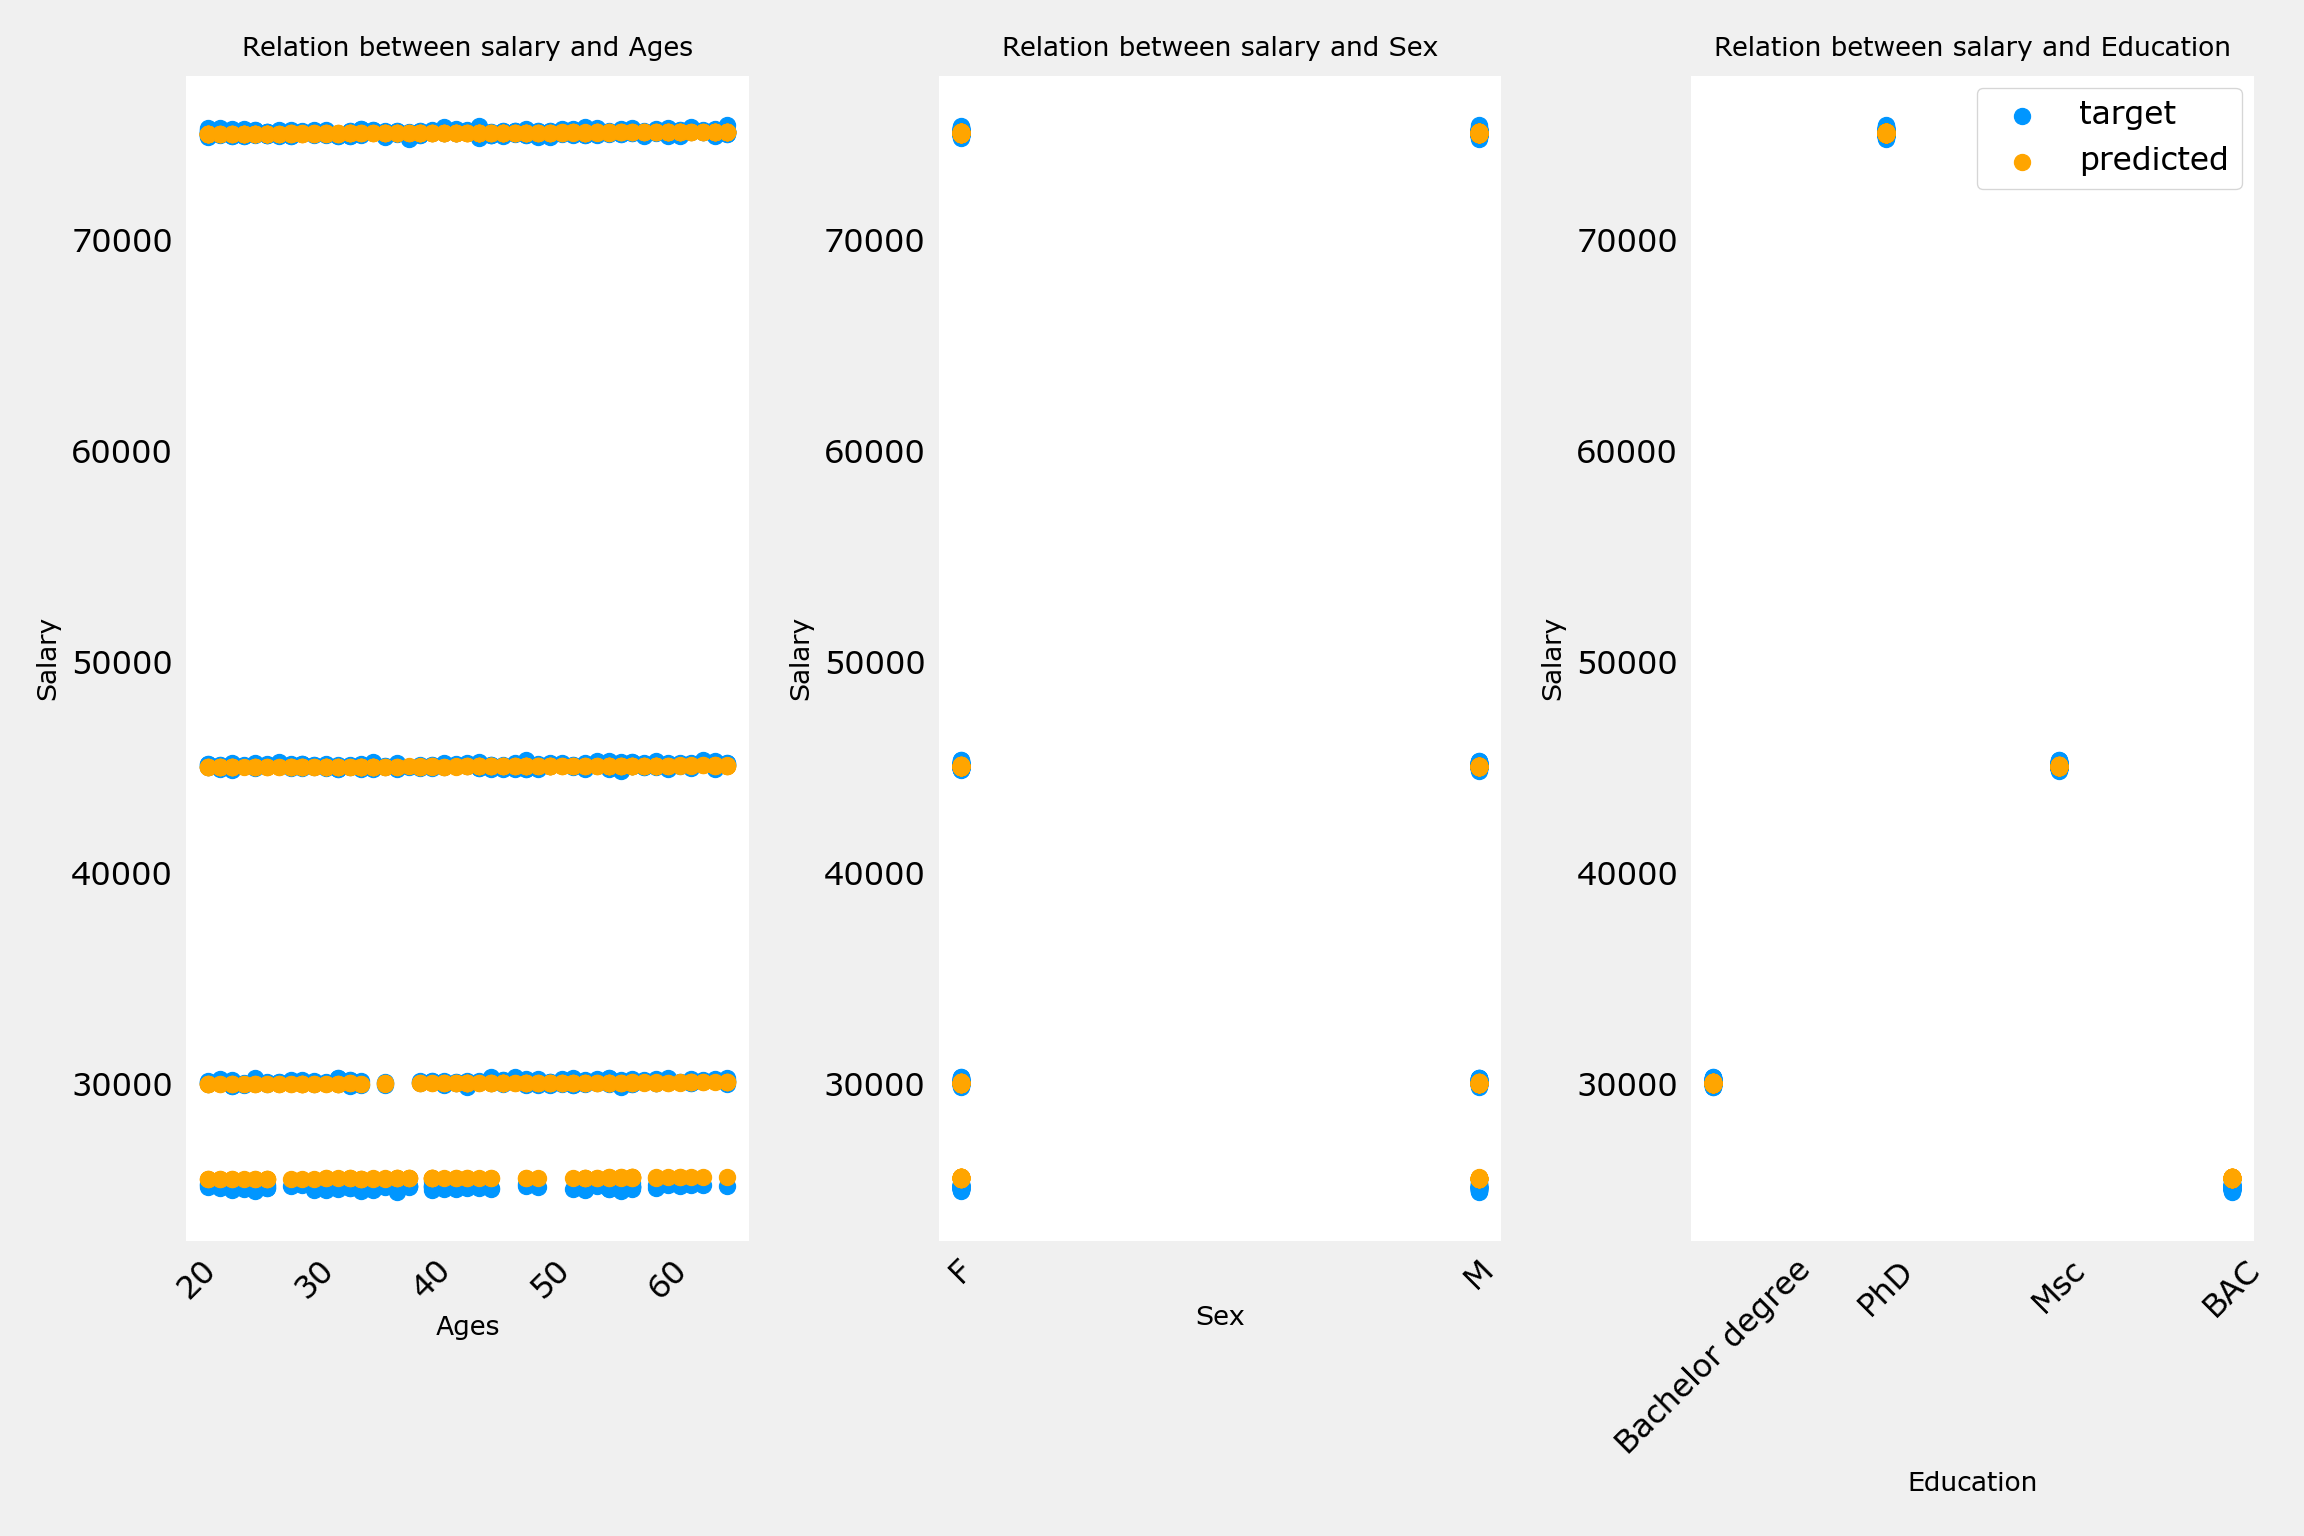 Relation between salary and Ages
Salary
70000
60000
50000
40000
30000
20
30
40
50
60
Ages
Relation between salary and Sex
Salary
70000
60000
50000
40000
30000
F
M
Sex
Relation between salary and Education
target
predicted
Salary
70000
60000
50000
40000
30000
Bachelor degree
PhD
Msc
BAC
Education